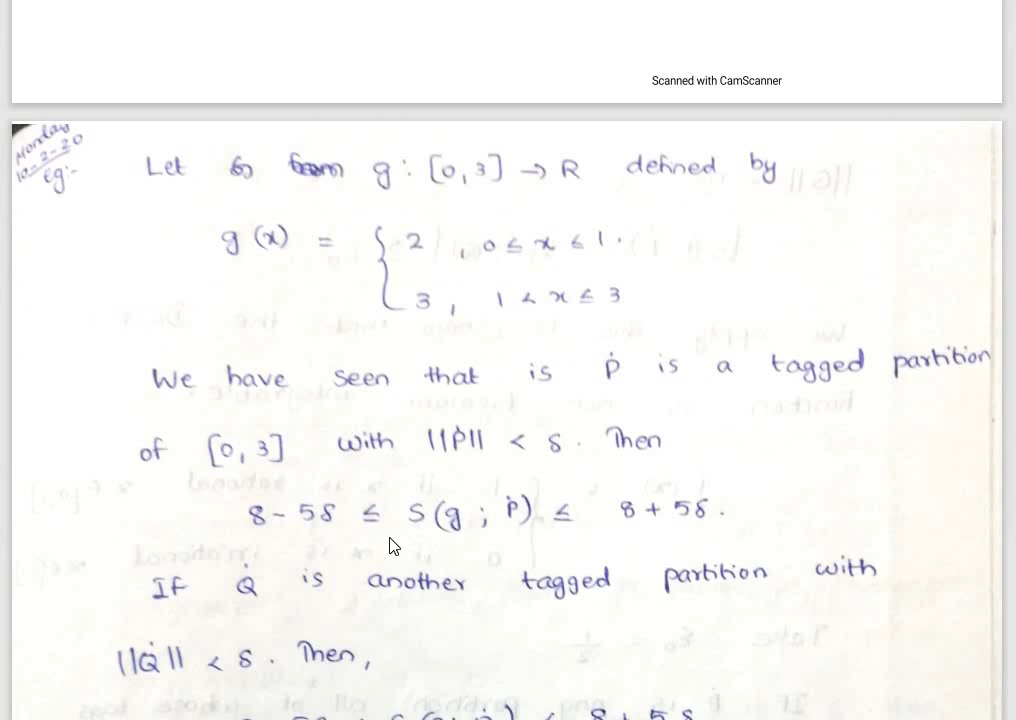 Scanned with CamScanner
Monday
10-2-20
eg:-
Let g : [0, 3] → R defined by
g(x) = { 2 , 0 ≤ x ≤ 1.
3 , 1 < x ≤ 3
We have seen that is Ṗ is a tagged partition
of [0, 3] with ||Ṗ|| < δ. Then
8 - 5δ ≤ S(g ; Ṗ) ≤ 8 + 5δ.
If Q̇ is another tagged partition with
||Q̇|| < δ. Then,